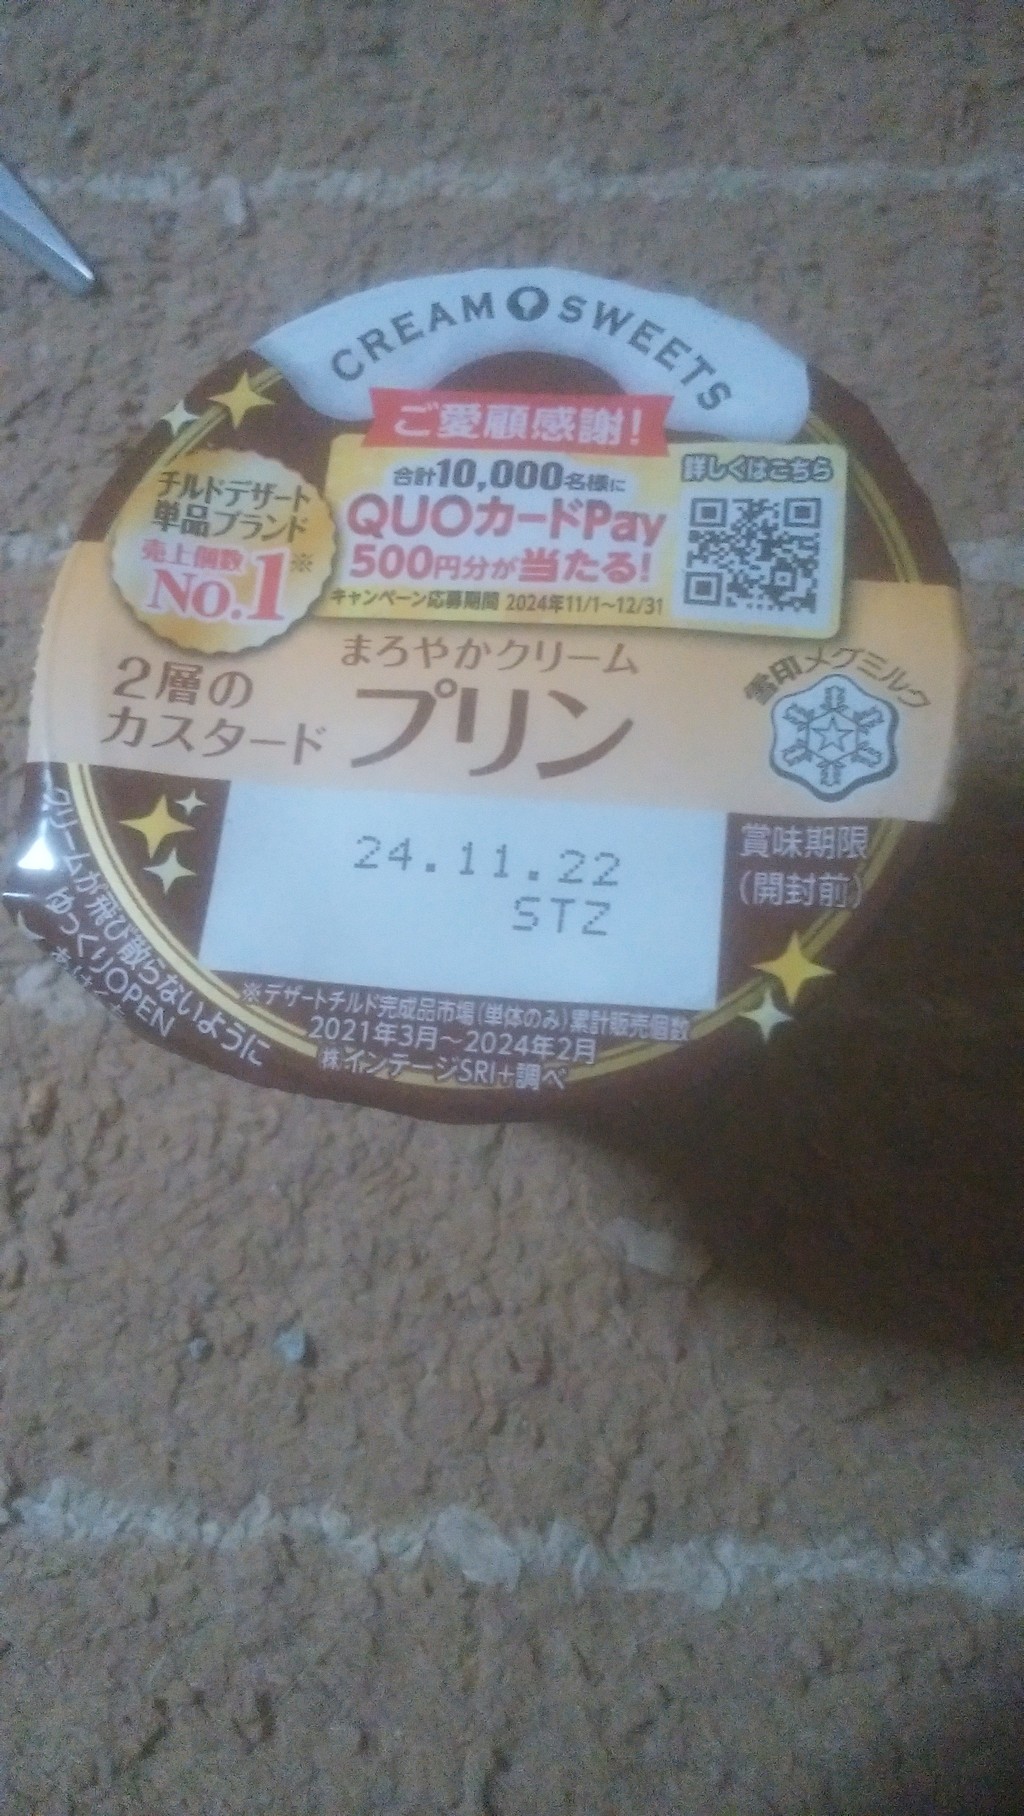 CREAM SWEETS
ご愛顧感謝!
合計10,000名様に
QUOカードPay
500円分が当たる!
キャンペーン応募期間 2024年11/1～12/31
詳しくはこちら
チルドデザート
単品ブランド
売上個数※
No.1
まろやかクリーム
2層の
カスタード
プリン
雪印メグミルク
24.11.22
STZ
賞味期限
(開封前)
クリームが飛び散らないように
ゆっくりOPEN
※デザートチルド完成品市場(単体のみ)累計販売個数
2021年3月～2024年2月
㈱インテージSRI+調べ